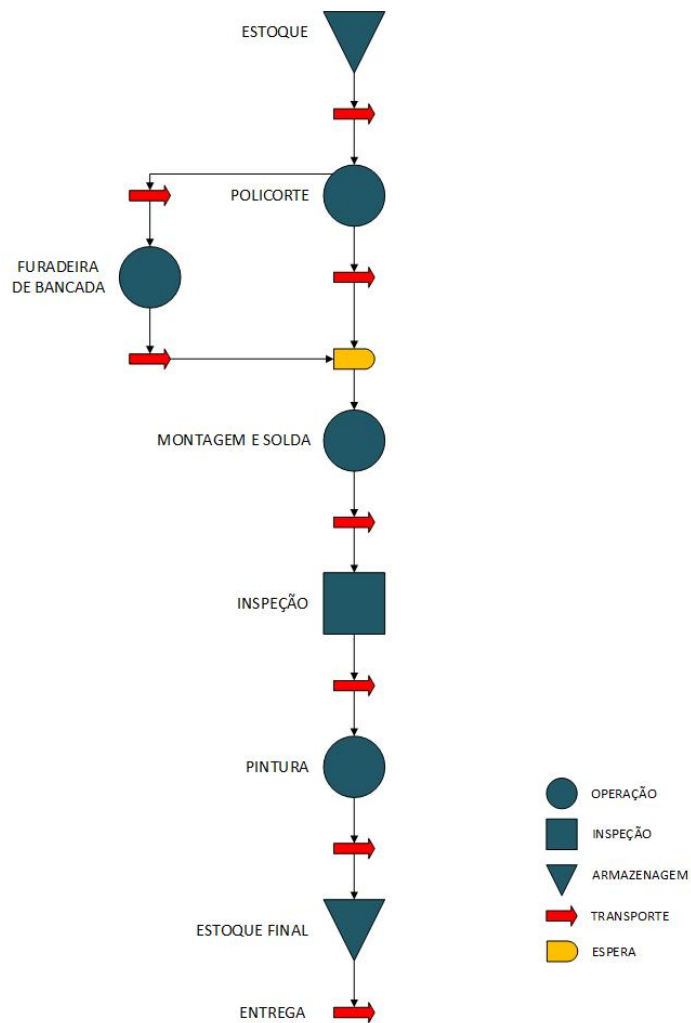 ESTOQUE
POLICORTE
FURADEIRA
DE BANCADA
MONTAGEM E SOLDA
INSPEÇÃO
PINTURA
ESTOQUE FINAL
ENTREGA
OPERAÇÃO
INSPEÇÃO
ARMAZENAGEM
TRANSPORTE
ESPERA